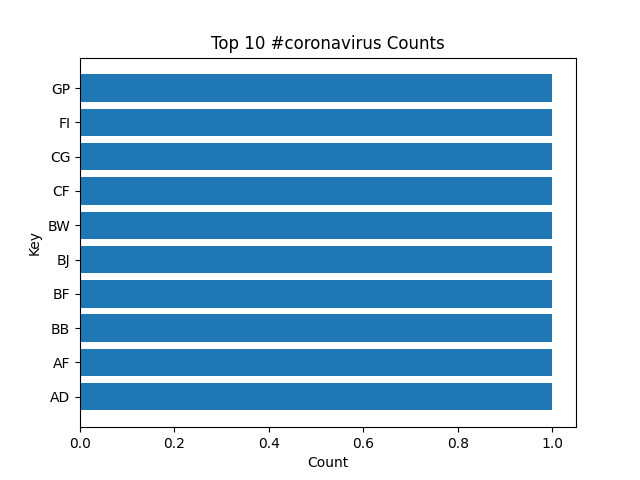 Top 10 #coronavirus Counts
GP
FI
CG
CF
BW
BJ
BF
BB
AF
AD
Key
0.0 0.2 0.4 0.6 0.8 1.0
Count